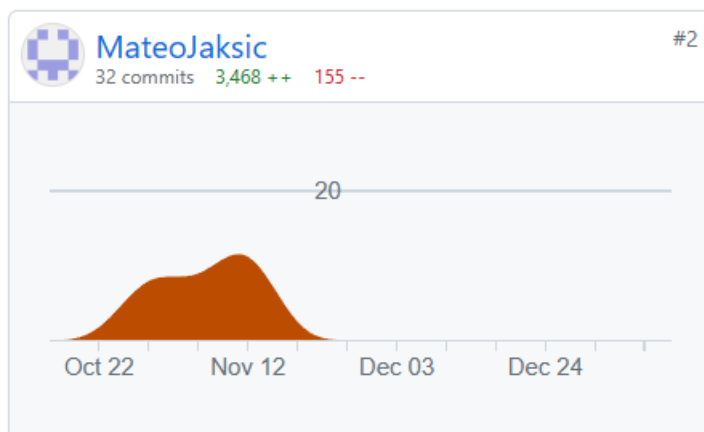 MateoJaksic
#2
32 commits 3,468 ++ 155 --
20
Oct 22 Nov 12 Dec 03 Dec 24